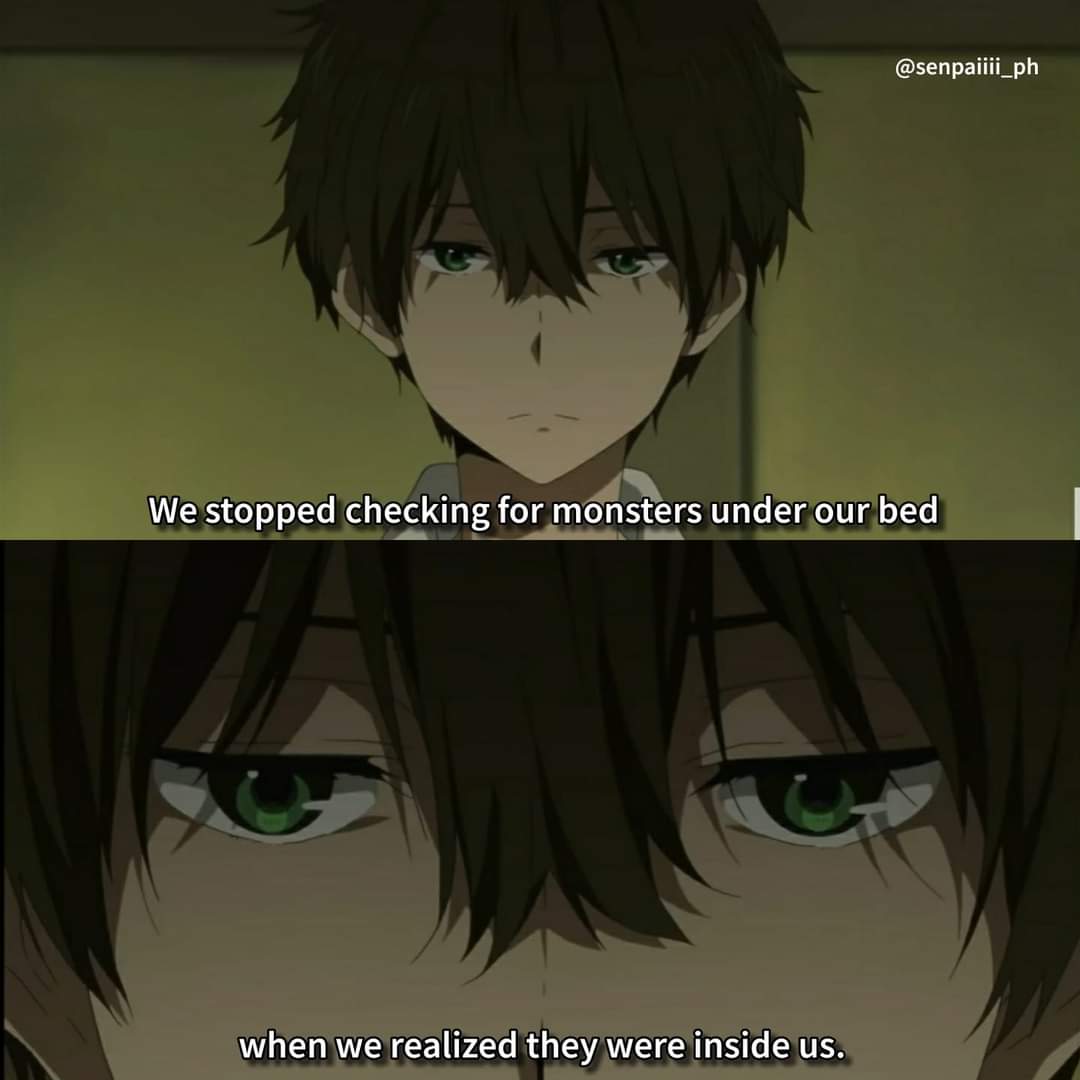 @senpaiiii_ph
We stopped checking for monsters under our bed
when we realized they were inside us.